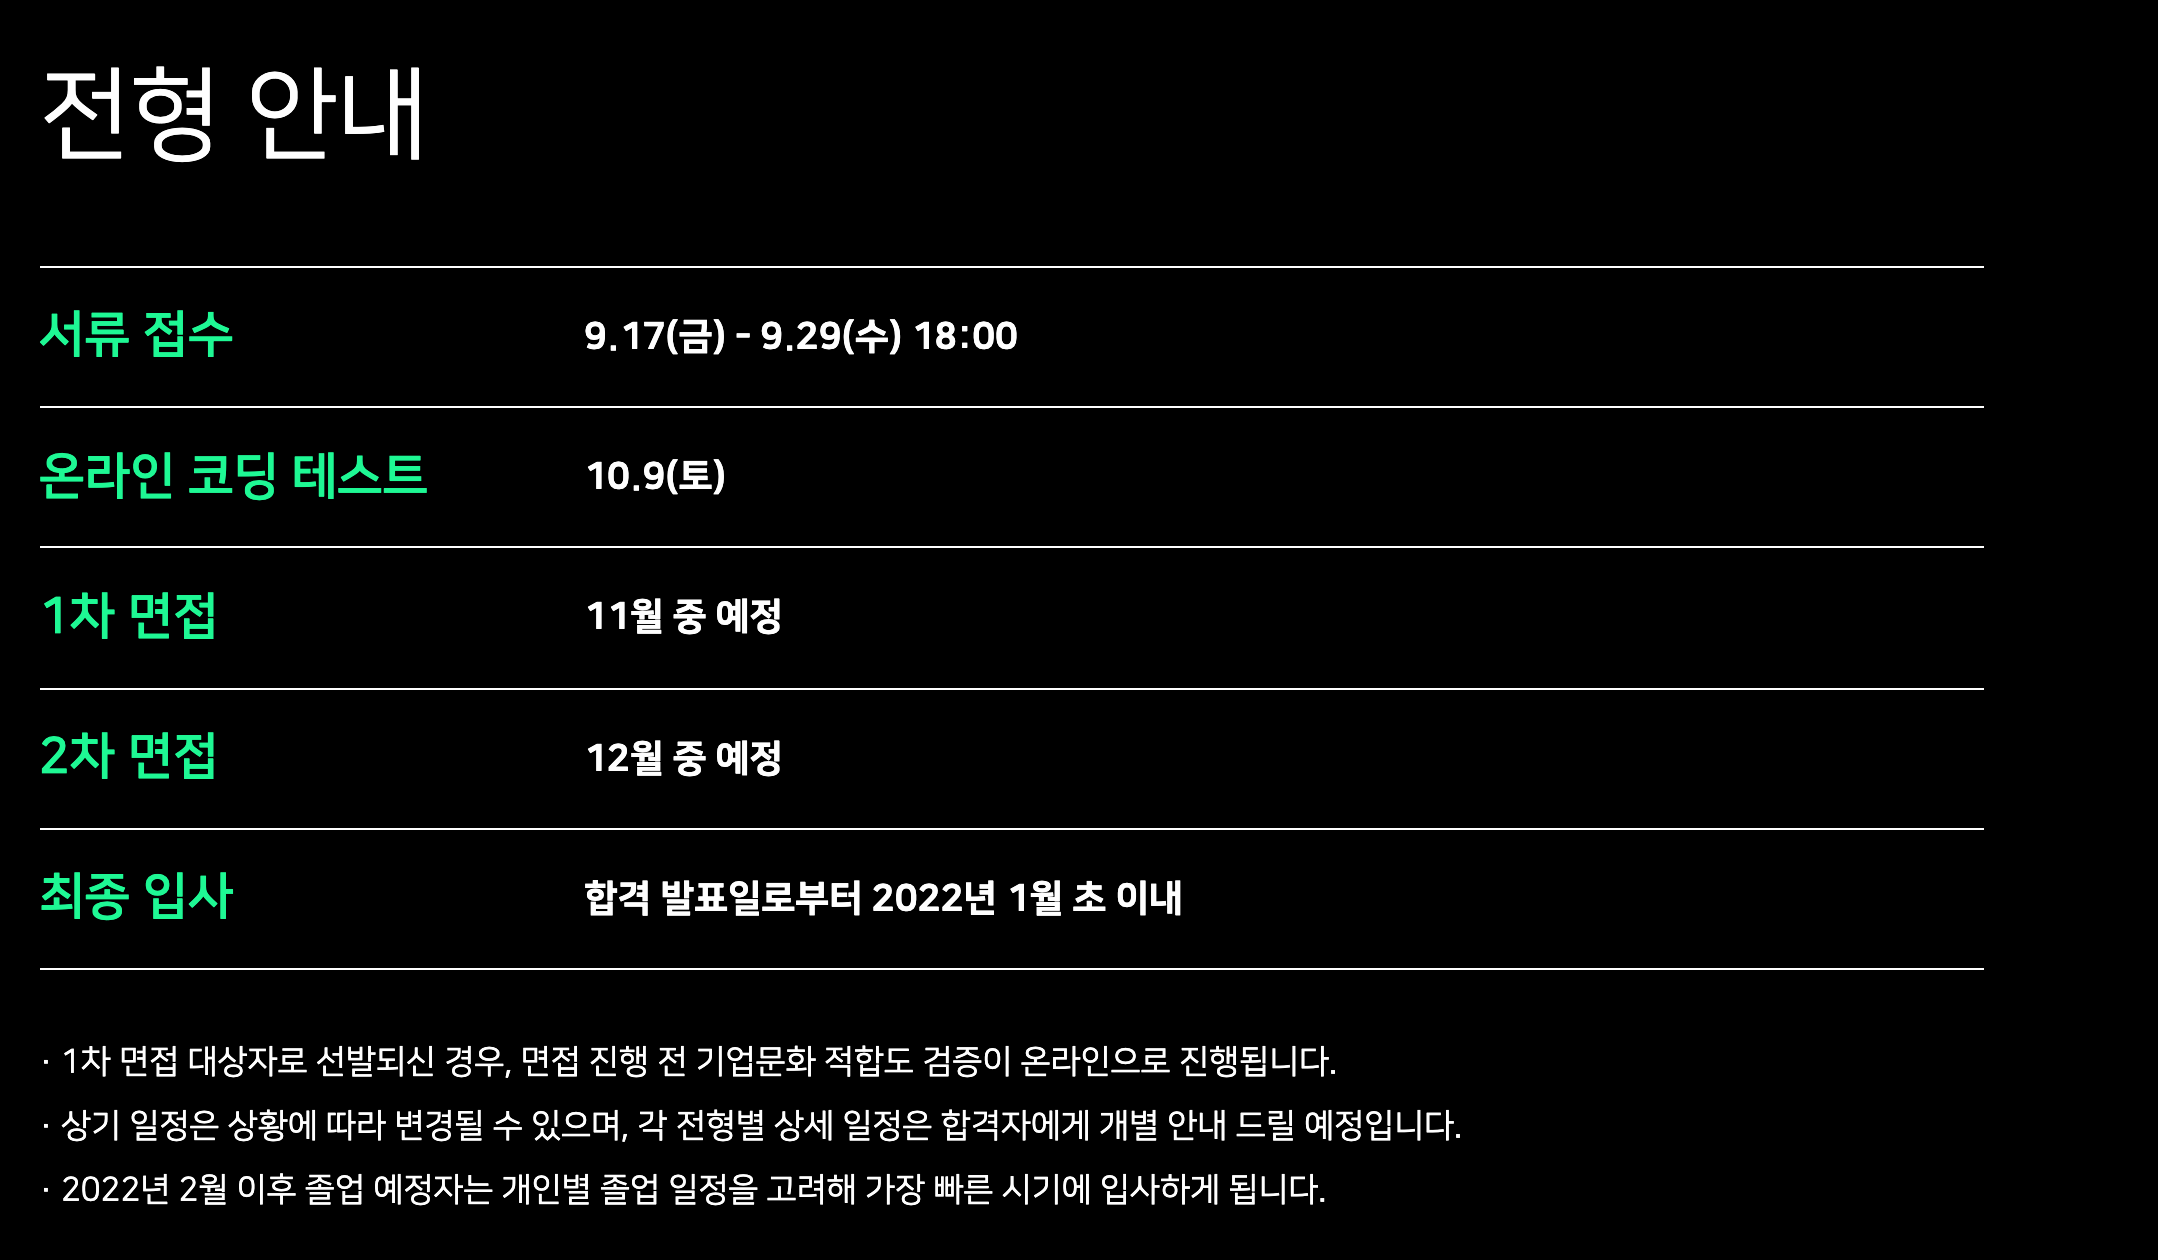 전형 안내
서류 접수 9.17(금) - 9.29(수) 18:00
온라인 코딩 테스트 10.9(토)
1차 면접 11월 중 예정
2차 면접 12월 중 예정
최종 입사 합격 발표일로부터 2022년 1월 초 이내
· 1차 면접 대상자로 선발되신 경우, 면접 진행 전 기업문화 적합도 검증이 온라인으로 진행됩니다.
· 상기 일정은 상황에 따라 변경될 수 있으며, 각 전형별 상세 일정은 합격자에게 개별 안내 드릴 예정입니다.
· 2022년 2월 이후 졸업 예정자는 개인별 졸업 일정을 고려해 가장 빠른 시기에 입사하게 됩니다.